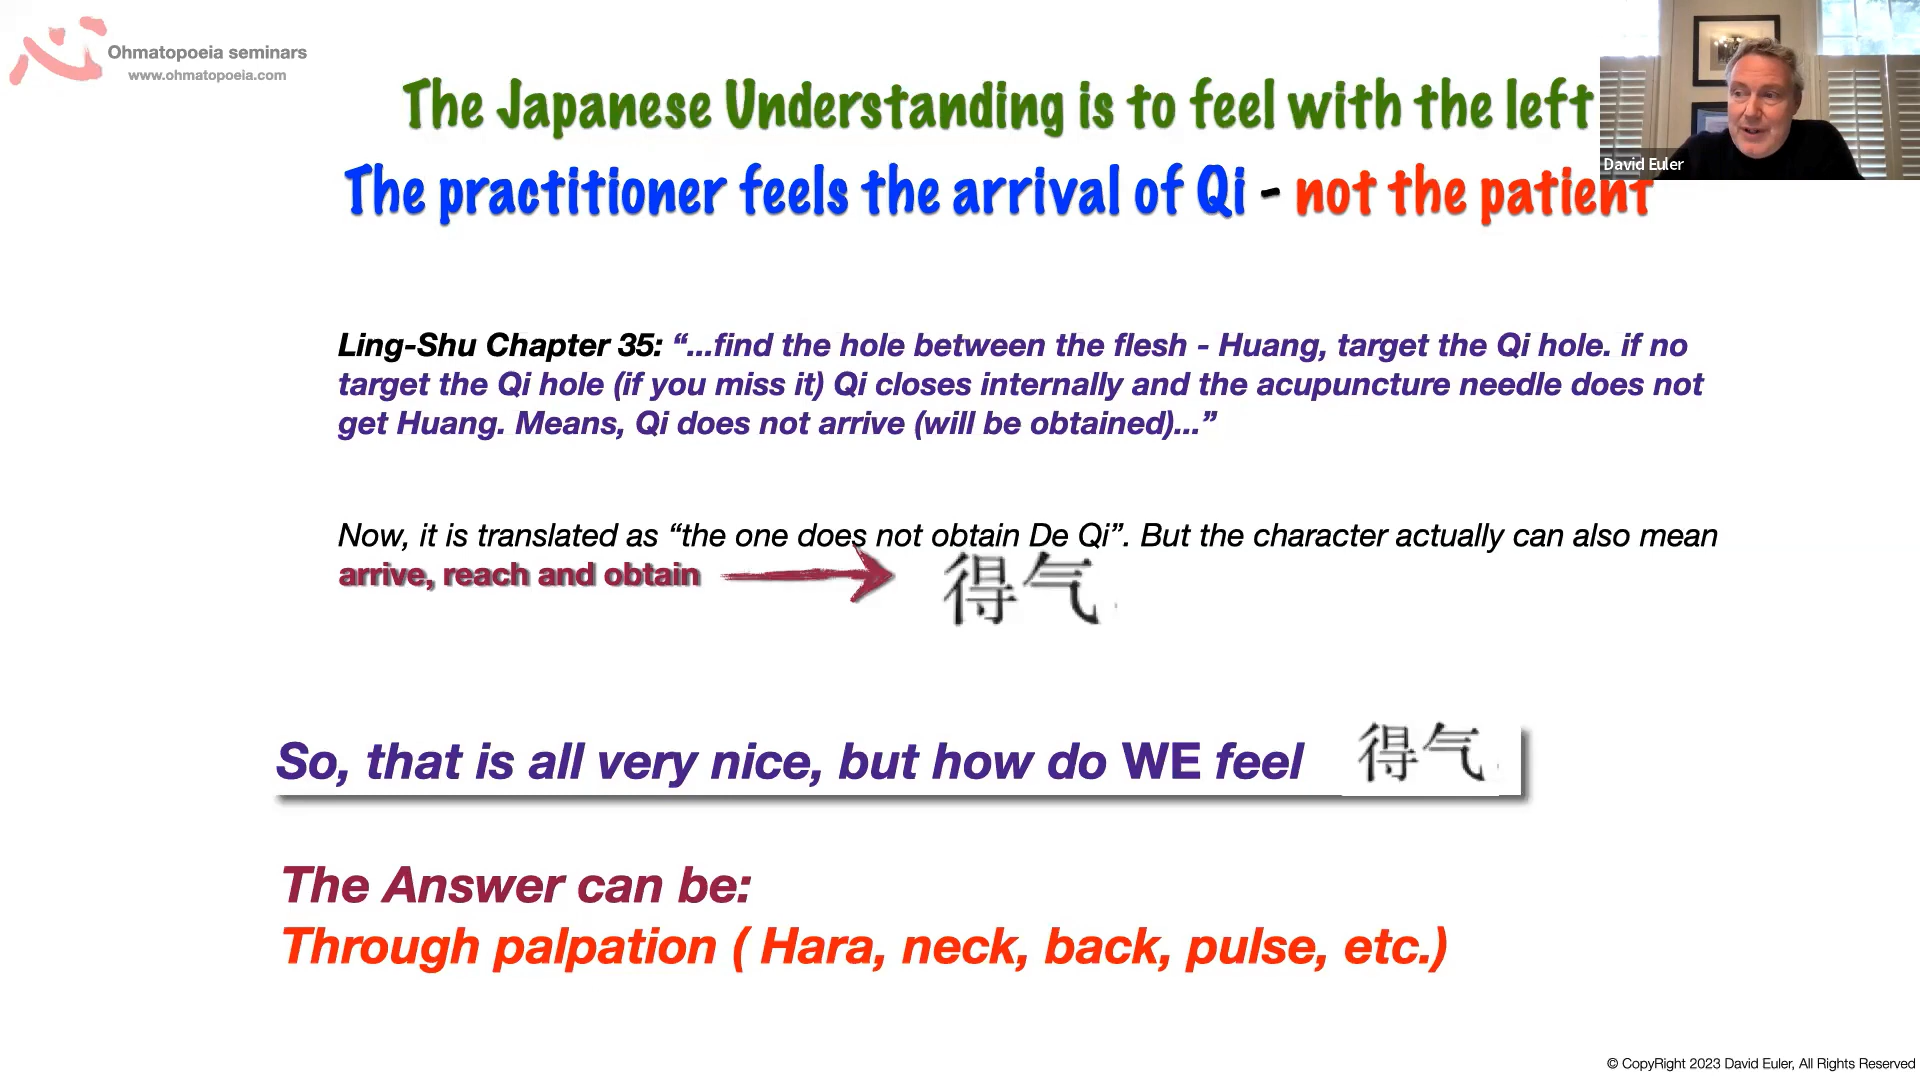 Ohmatopoeia seminars
www.ohmatopoeia.com
The Japanese Understanding is to feel with the left
David Euler
The practitioner feels the arrival of Qi - not the patient
Ling-Shu Chapter 35: “...find the hole between the flesh - Huang, target the Qi hole. if no
target the Qi hole (if you miss it) Qi closes internally and the acupuncture needle does not
get Huang. Means, Qi does not arrive (will be obtained)...”
Now, it is translated as “the one does not obtain De Qi”. But the character actually can also mean
arrive, reach and obtain 得气
So, that is all very nice, but how do WE feel 得气
The Answer can be:
Through palpation ( Hara, neck, back, pulse, etc.)
© CopyRight 2023 David Euler, All Rights Reserved